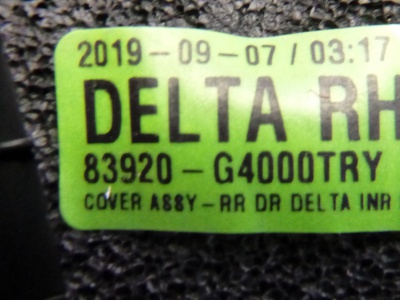 2019-09-07 / 03:17
DELTA RH
83920-G4000TRY
COVER ASSY-RR DR DELTA INR